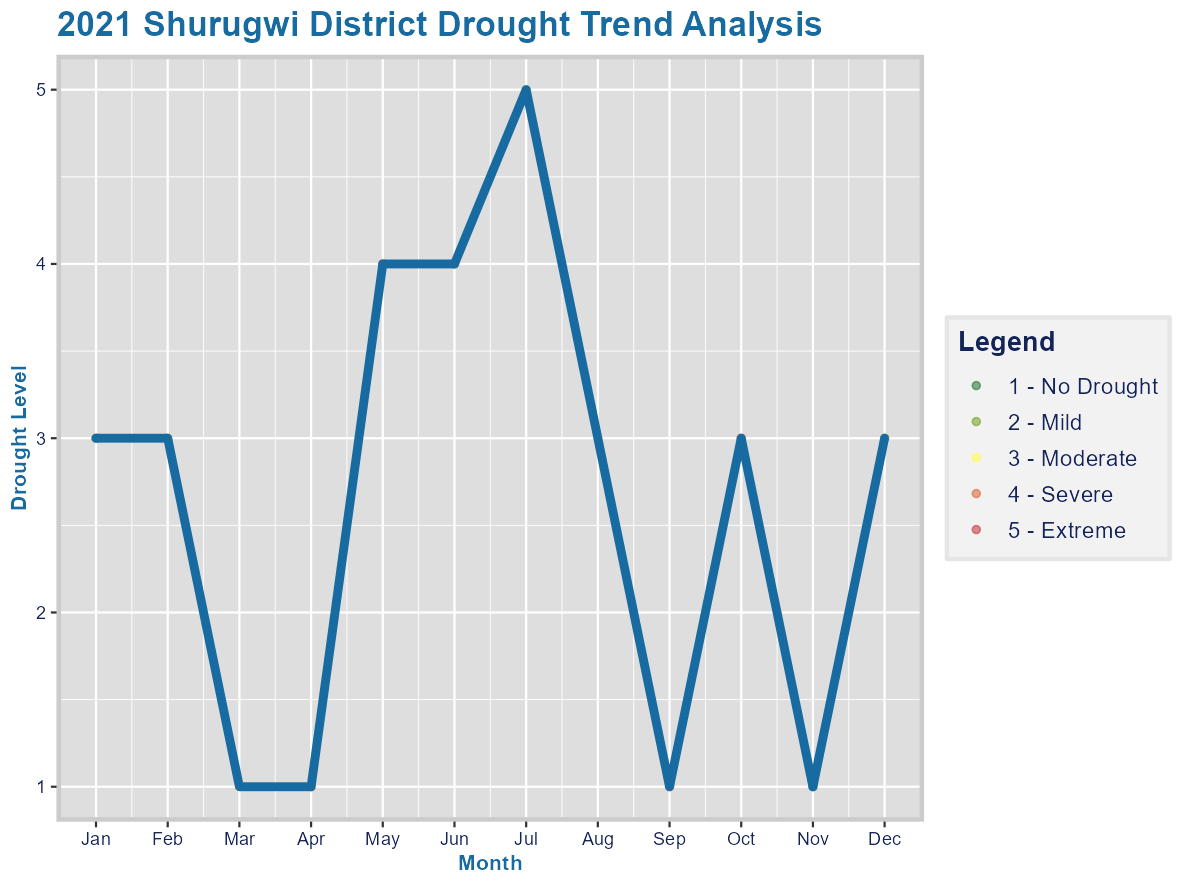 2021 Shurugwi District Drought Trend Analysis
5
4
3
2
1
Drought Level
Jan Feb Mar Apr May Jun Jul Aug Sep Oct Nov Dec
Month
Legend
1 - No Drought
2 - Mild
3 - Moderate
4 - Severe
5 - Extreme